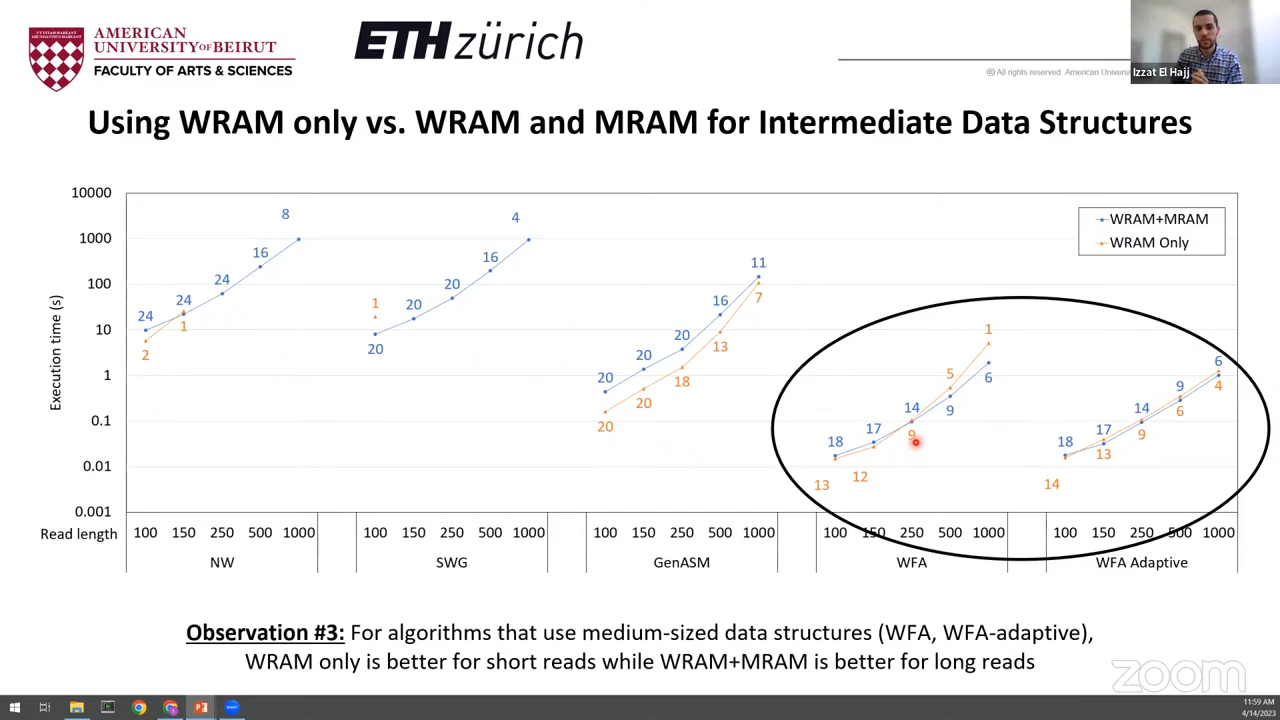 AMERICAN
UNIVERSITY OF BEIRUT
FACULTY OF ARTS & SCIENCES
ETH zürich
© All rights reserved. American Universi
Izzat El Hajj
Using WRAM only vs. WRAM and MRAM for Intermediate Data Structures
Execution time (s)
10000
1000
100
10
1
0.1
0.01
0.001
WRAM+MRAM
WRAM Only
24 24 24 16 8
2 1
1
20 20 20 16 4
20 20 20 16 11
20 20 18 13 7
18 17 14 9 6
13 12 9 5 1
18 17 14 9 6
14 13 9 6 4
Read length 100 150 250 500 1000 100 150 250 500 1000 100 150 250 500 1000 100 150 250 500 1000 100 150 250 500 1000
NW SWG GenASM WFA WFA Adaptive
Observation #3: For algorithms that use medium-sized data structures (WFA, WFA-adaptive),
WRAM only is better for short reads while WRAM+MRAM is better for long reads
zoom
11:59 AM
4/14/2023